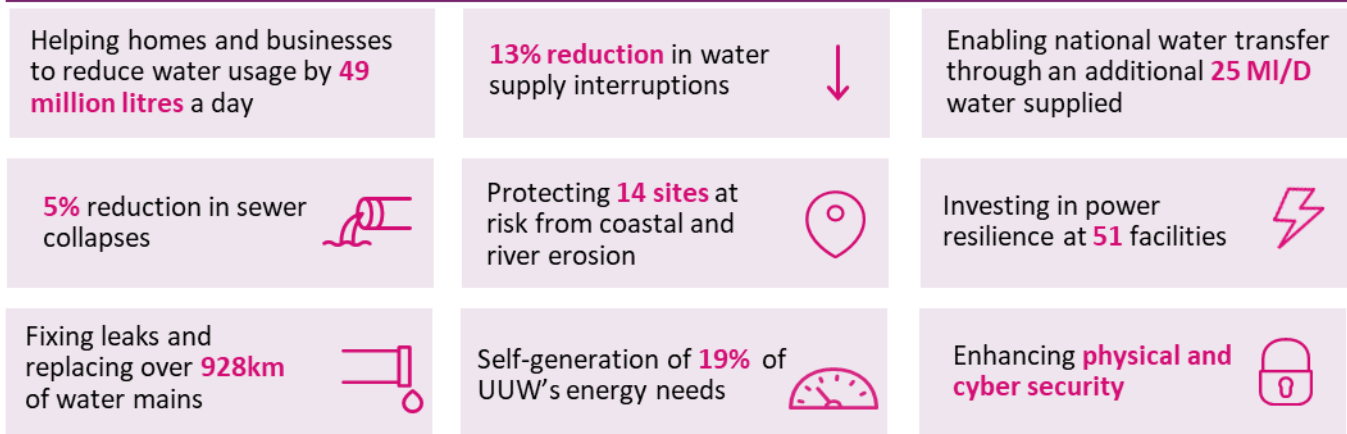 Helping homes and businesses
to reduce water usage by 49
million litres a day
13% reduction in water
supply interruptions
Enabling national water transfer
through an additional 25 Ml/D
water supplied
5% reduction in sewer
collapses
Protecting 14 sites at
risk from coastal and
river erosion
Investing in power
resilience at 51 facilities
Fixing leaks and
replacing over 928km
of water mains
Self-generation of 19% of
UUW's energy needs
Enhancing physical and
cyber security